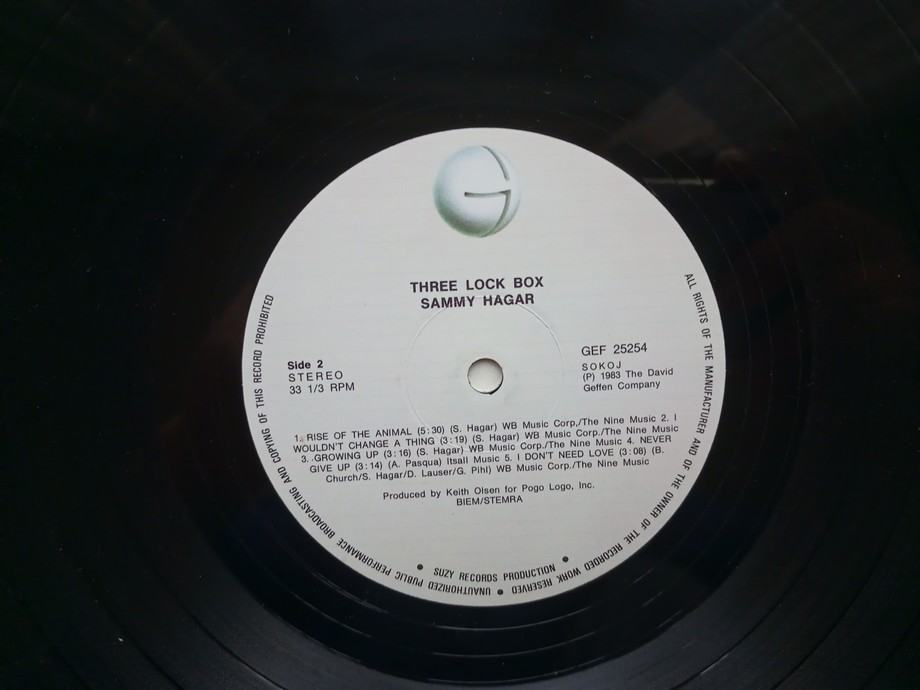 THREE LOCK BOX
SAMMY HAGAR
Side 2
STEREO
33 1/3 RPM
GEF 25254
SOKOJ
(P) 1983 The David
Geffen Company
1. RISE OF THE ANIMAL (5:30) (S. Hagar) WB Music Corp,/The Nine Music 2. I
WOULDN'T CHANGE A THING (3:19) (S. Hagar) WB Music Corp./The Nine Music
3. .GROWING UP (3:16) (S. Hagar) WB Music Corp./The Nine Music 4. NEVER
GIVE UP (3:14) (A. Pasqua) Itsall Music 5. I DON'T NEED LOVE (3:08) (B.
Church/S. Hagar/D. Lauser/G. Pihl) WB Music Corp./The Nine Music
Produced by Keith Olsen for Pogo Logo, Inc.
BIEM/STEMRA
• SUZY RECORDS PRODUCTION •
ALL RIGHTS OF THE MANUFACTURER AND OF THE OWNER OF THE RECORDED WORK RESERVED • UNAUTHORIZED PUBLIC PERFORMANCE BROADCASTING AND COPYING OF THIS RECORD PROHIBITED